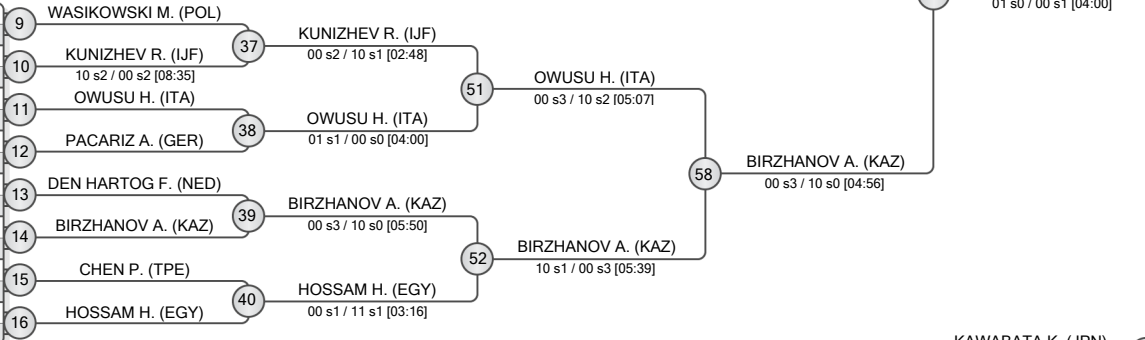 01 s0 / 00 s1 [04:00]
9
WASIKOWSKI M. (POL)
37
KUNIZHEV R. (IJF)
00 s2 / 10 s1 [02:48]
10
KUNIZHEV R. (IJF)
10 s2 / 00 s2 [08:35]
51
OWUSU H. (ITA)
00 s3 / 10 s2 [05:07]
11
OWUSU H. (ITA)
38
OWUSU H. (ITA)
01 s1 / 00 s0 [04:00]
12
PACARIZ A. (GER)
58
BIRZHANOV A. (KAZ)
00 s3 / 10 s0 [04:56]
13
DEN HARTOG F. (NED)
39
BIRZHANOV A. (KAZ)
00 s3 / 10 s0 [05:50]
14
BIRZHANOV A. (KAZ)
52
BIRZHANOV A. (KAZ)
10 s1 / 00 s3 [05:39]
15
CHEN P. (TPE)
40
HOSSAM H. (EGY)
00 s1 / 11 s1 [03:16]
16
HOSSAM H. (EGY)
KAWABATA K. (JPN)